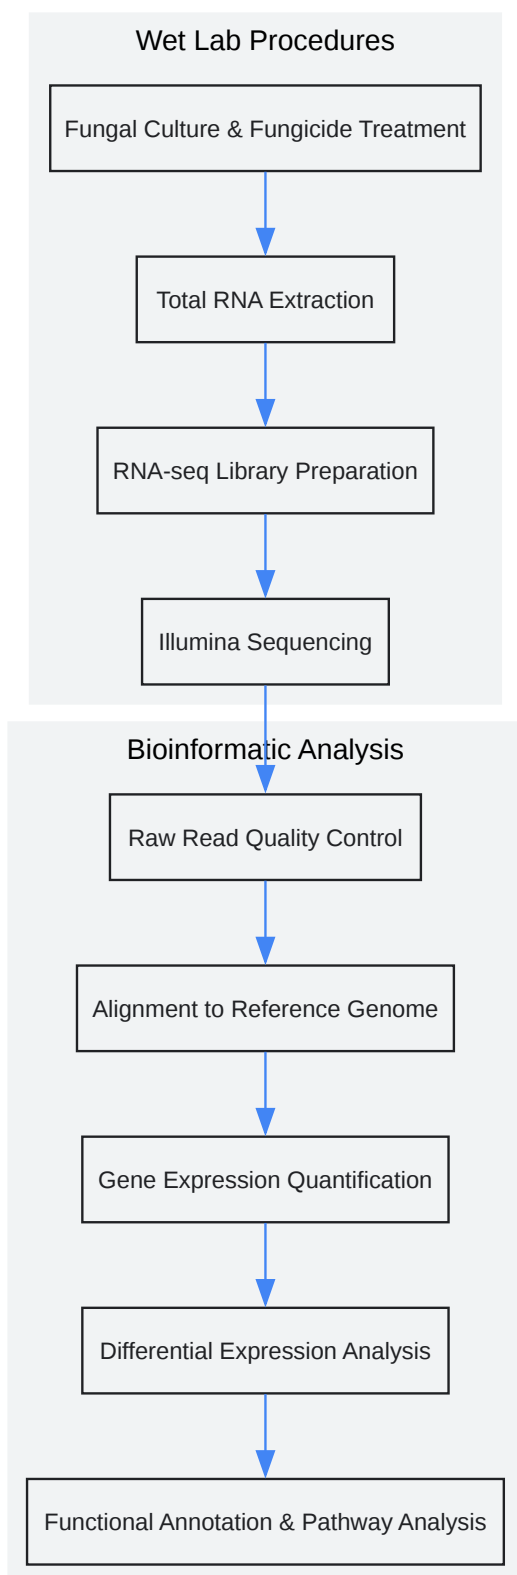 Wet Lab Procedures
Fungal Culture & Fungicide Treatment
Total RNA Extraction
RNA-seq Library Preparation
Illumina Sequencing
Bioinformatic Analysis
Raw Read Quality Control
Alignment to Reference Genome
Gene Expression Quantification
Differential Expression Analysis
Functional Annotation & Pathway Analysis